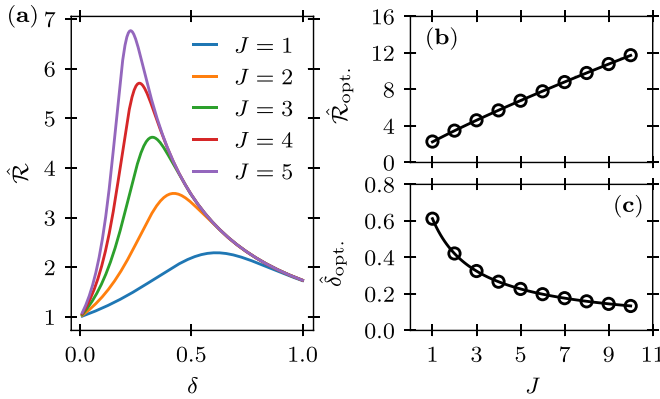 (a)
7
6
5
4
3
2
1
R̂
0.0 0.5 1.0
δ
J = 1
J = 2
J = 3
J = 4
J = 5
(b)
16
12
8
4
0
R̂opt.
(c)
0.8
0.6
0.4
0.2
0.0
δ̂opt.
1 3 5 7 9 11
J